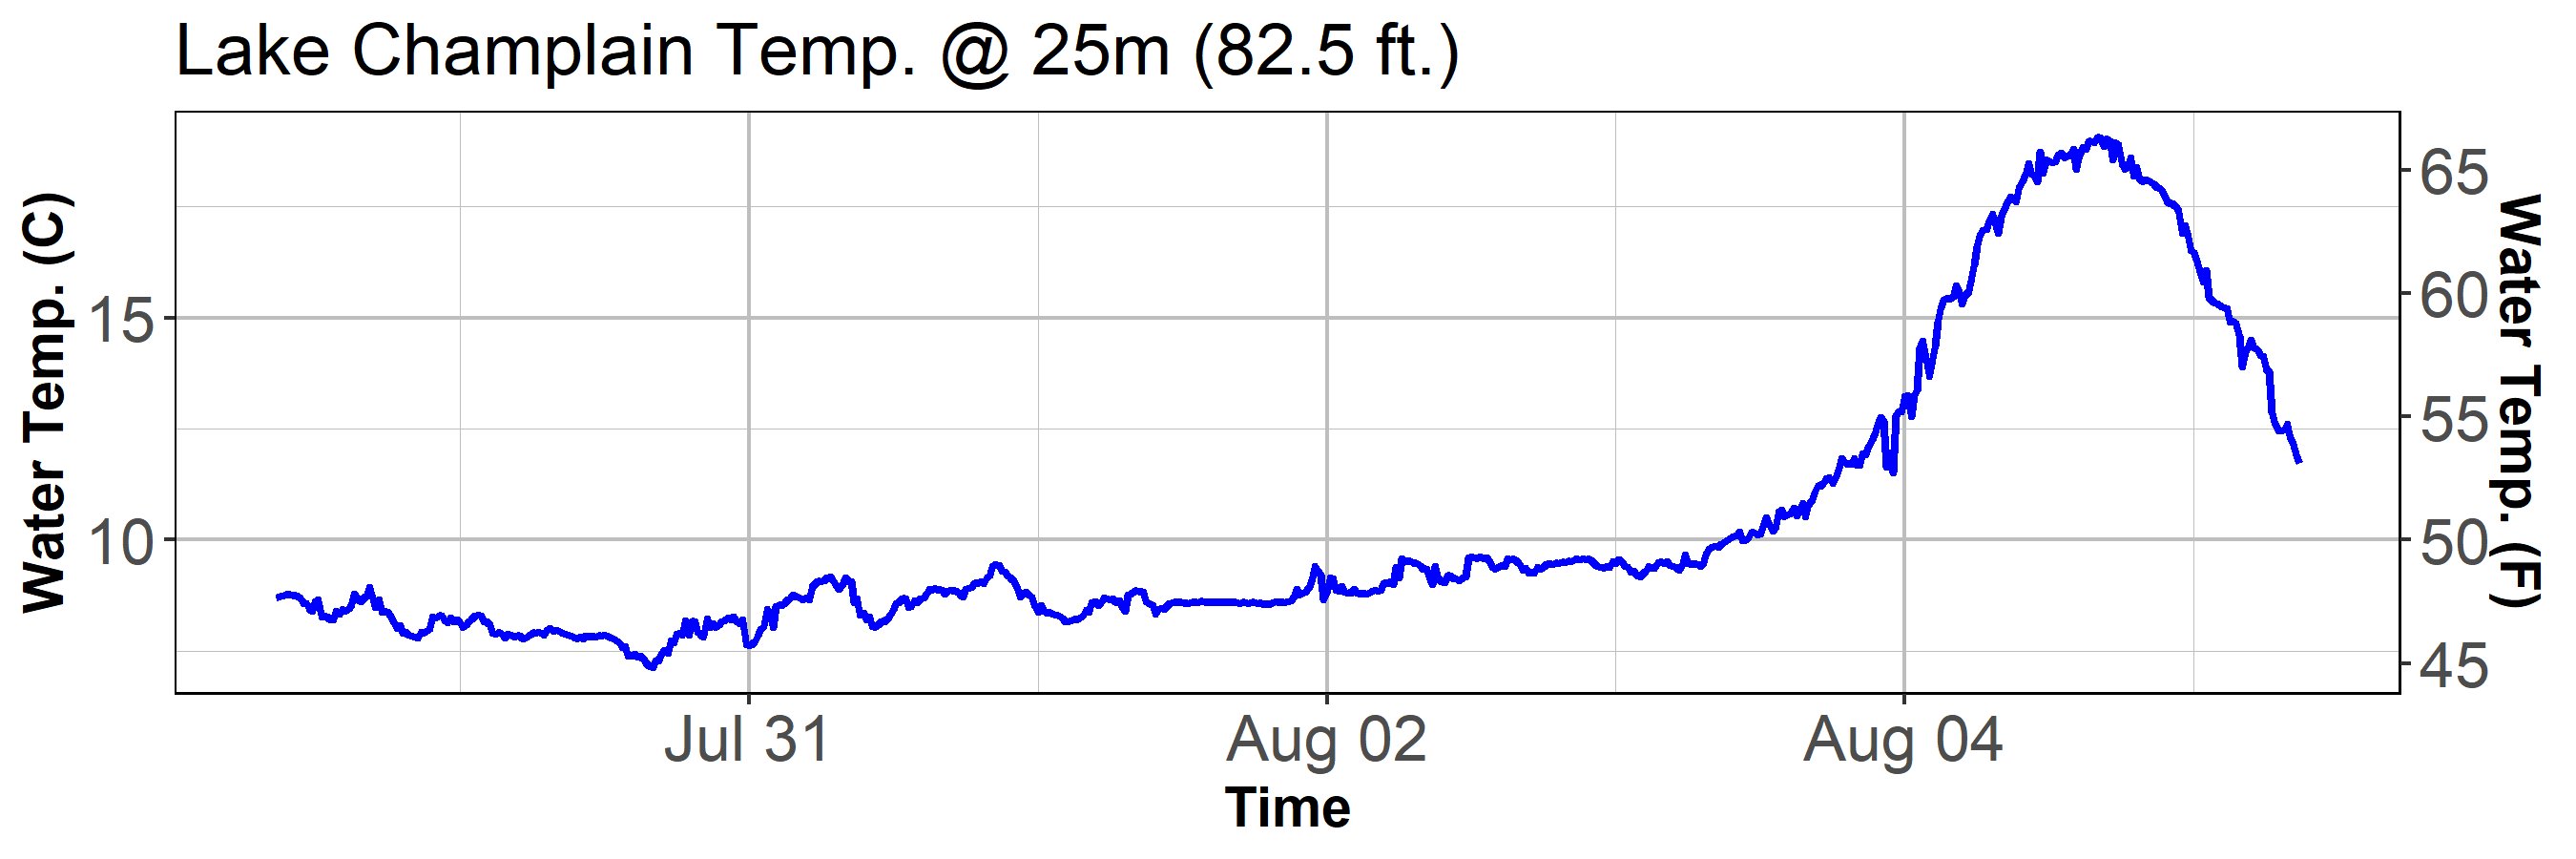 Lake Champlain Temp. @ 25m (82.5 ft.)
Water Temp. (C)
15
10
65
60
55
50
45
Water Temp. (F)
Jul 31
Aug 02
Aug 04
Time